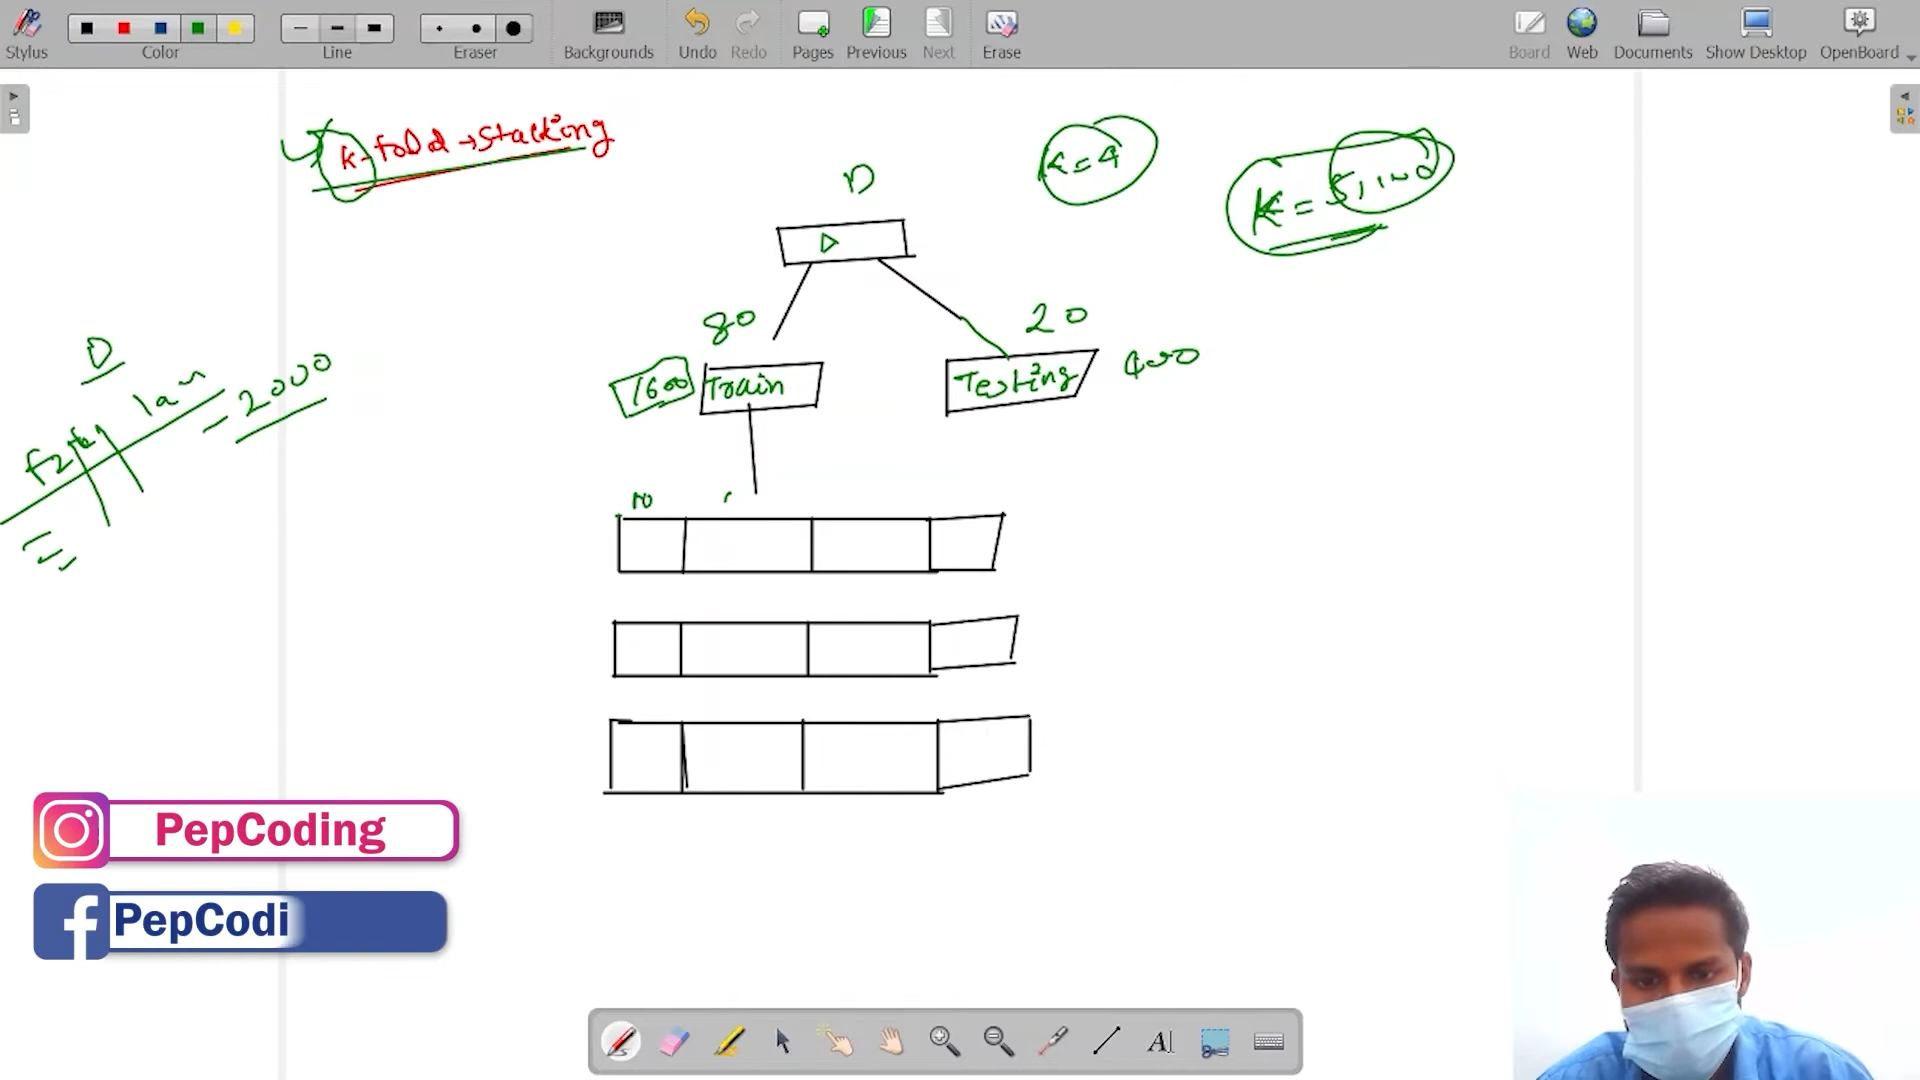 Stylus
Color
Line
Eraser
Backgrounds
Undo
Redo
Pages
Previous
Next
Erase
Board
Web
Documents
Show Desktop
OpenBoard
K-fold → Stacking
K = 4
K = 5,
D
D
80
20
1600
Train
Testing
400
D
f2
= 2000
PepCoding
PepCodi
A